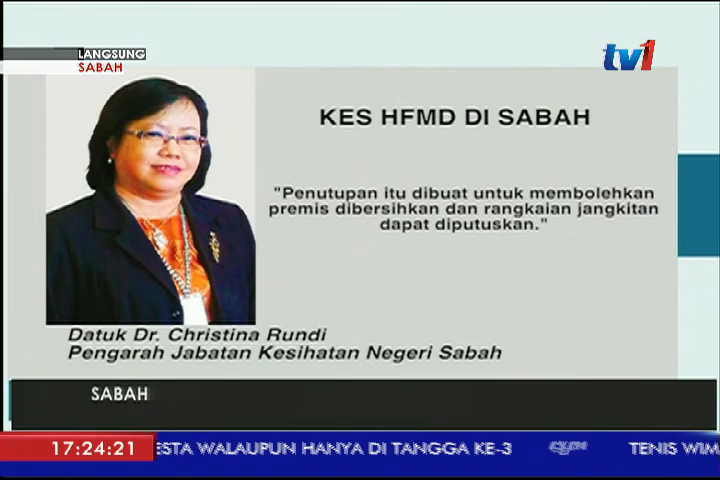 LANGSUNG
SABAH
tv1
KES HFMD DI SABAH
"Penutupan itu dibuat untuk membolehkan
premis dibersihkan dan rangkaian jangkitan
dapat diputuskan."
Datuk Dr. Christina Rundi
Pengarah Jabatan Kesihatan Negeri Sabah
SABAH
17:24:21 ESTA WALAUPUN HANYA DI TANGGA KE-3 TENIS WIM